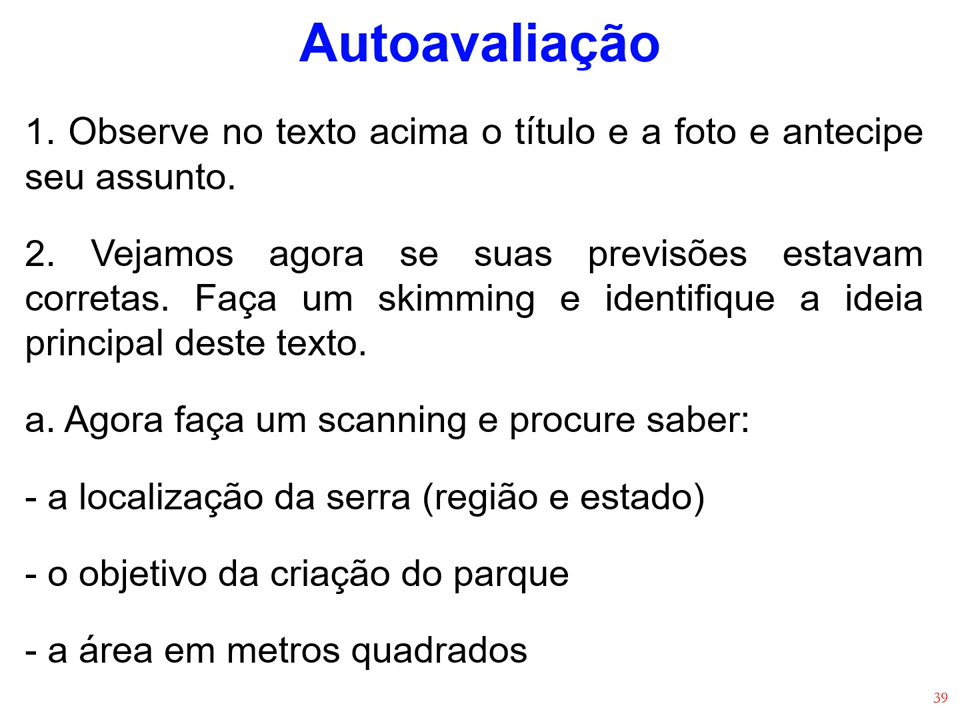 Autoavaliação
1. Observe no texto acima o título e a foto e antecipe
seu assunto.
2. Vejamos agora se suas previsões estavam
corretas. Faça um skimming e identifique a ideia
principal deste texto.
a. Agora faça um scanning e procure saber:
- a localização da serra (região e estado)
- o objetivo da criação do parque
- a área em metros quadrados
39